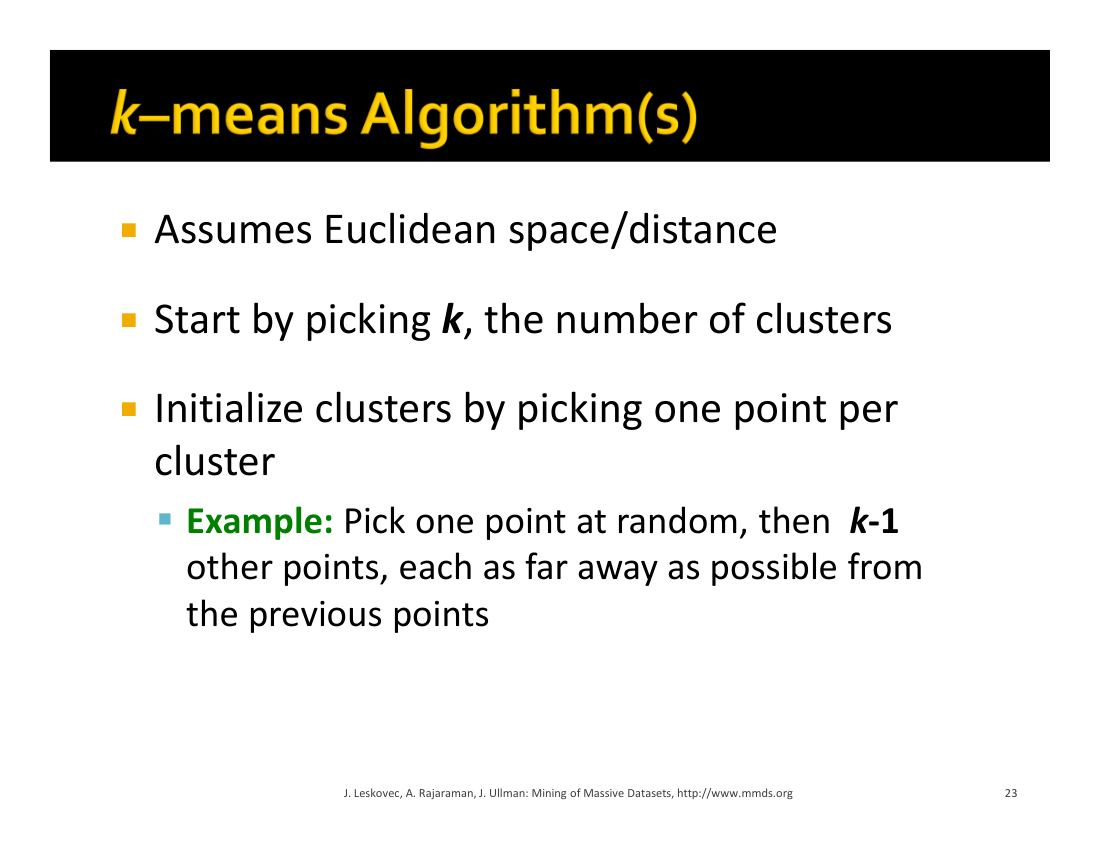 k–means Algorithm(s)
Assumes Euclidean space/distance
Start by picking k, the number of clusters
Initialize clusters by picking one point per
cluster
Example: Pick one point at random, then k-1
other points, each as far away as possible from
the previous points
J. Leskovec, A. Rajaraman, J. Ullman: Mining of Massive Datasets, http://www.mmds.org
23